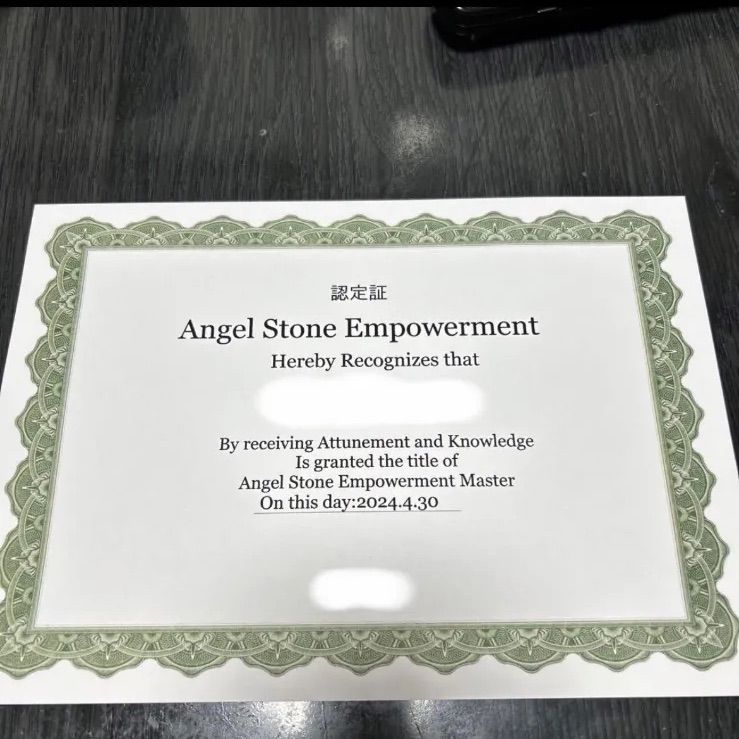 認定証
Angel Stone Empowerment
Hereby Recognizes that
By receiving Attunement and Knowledge
Is granted the title of
Angel Stone Empowerment Master
On this day:2024.4.30